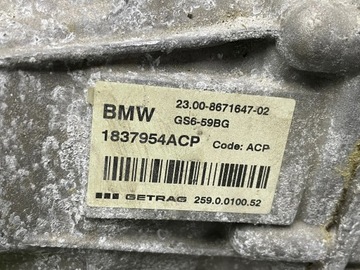 BMW 23.00-8671647-02
GS6-59BG
1837954ACP Code: ACP
GETRAG 259.0.0100.52